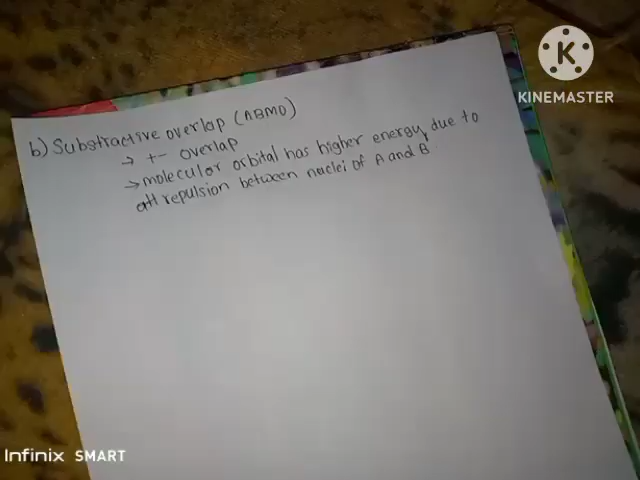 KINEMASTER
b) Substractive overlap (ABMO)
→ +- overlap
→ molecular orbital has higher energy due to
repulsion between nuclei of A and B.
Infinix SMART